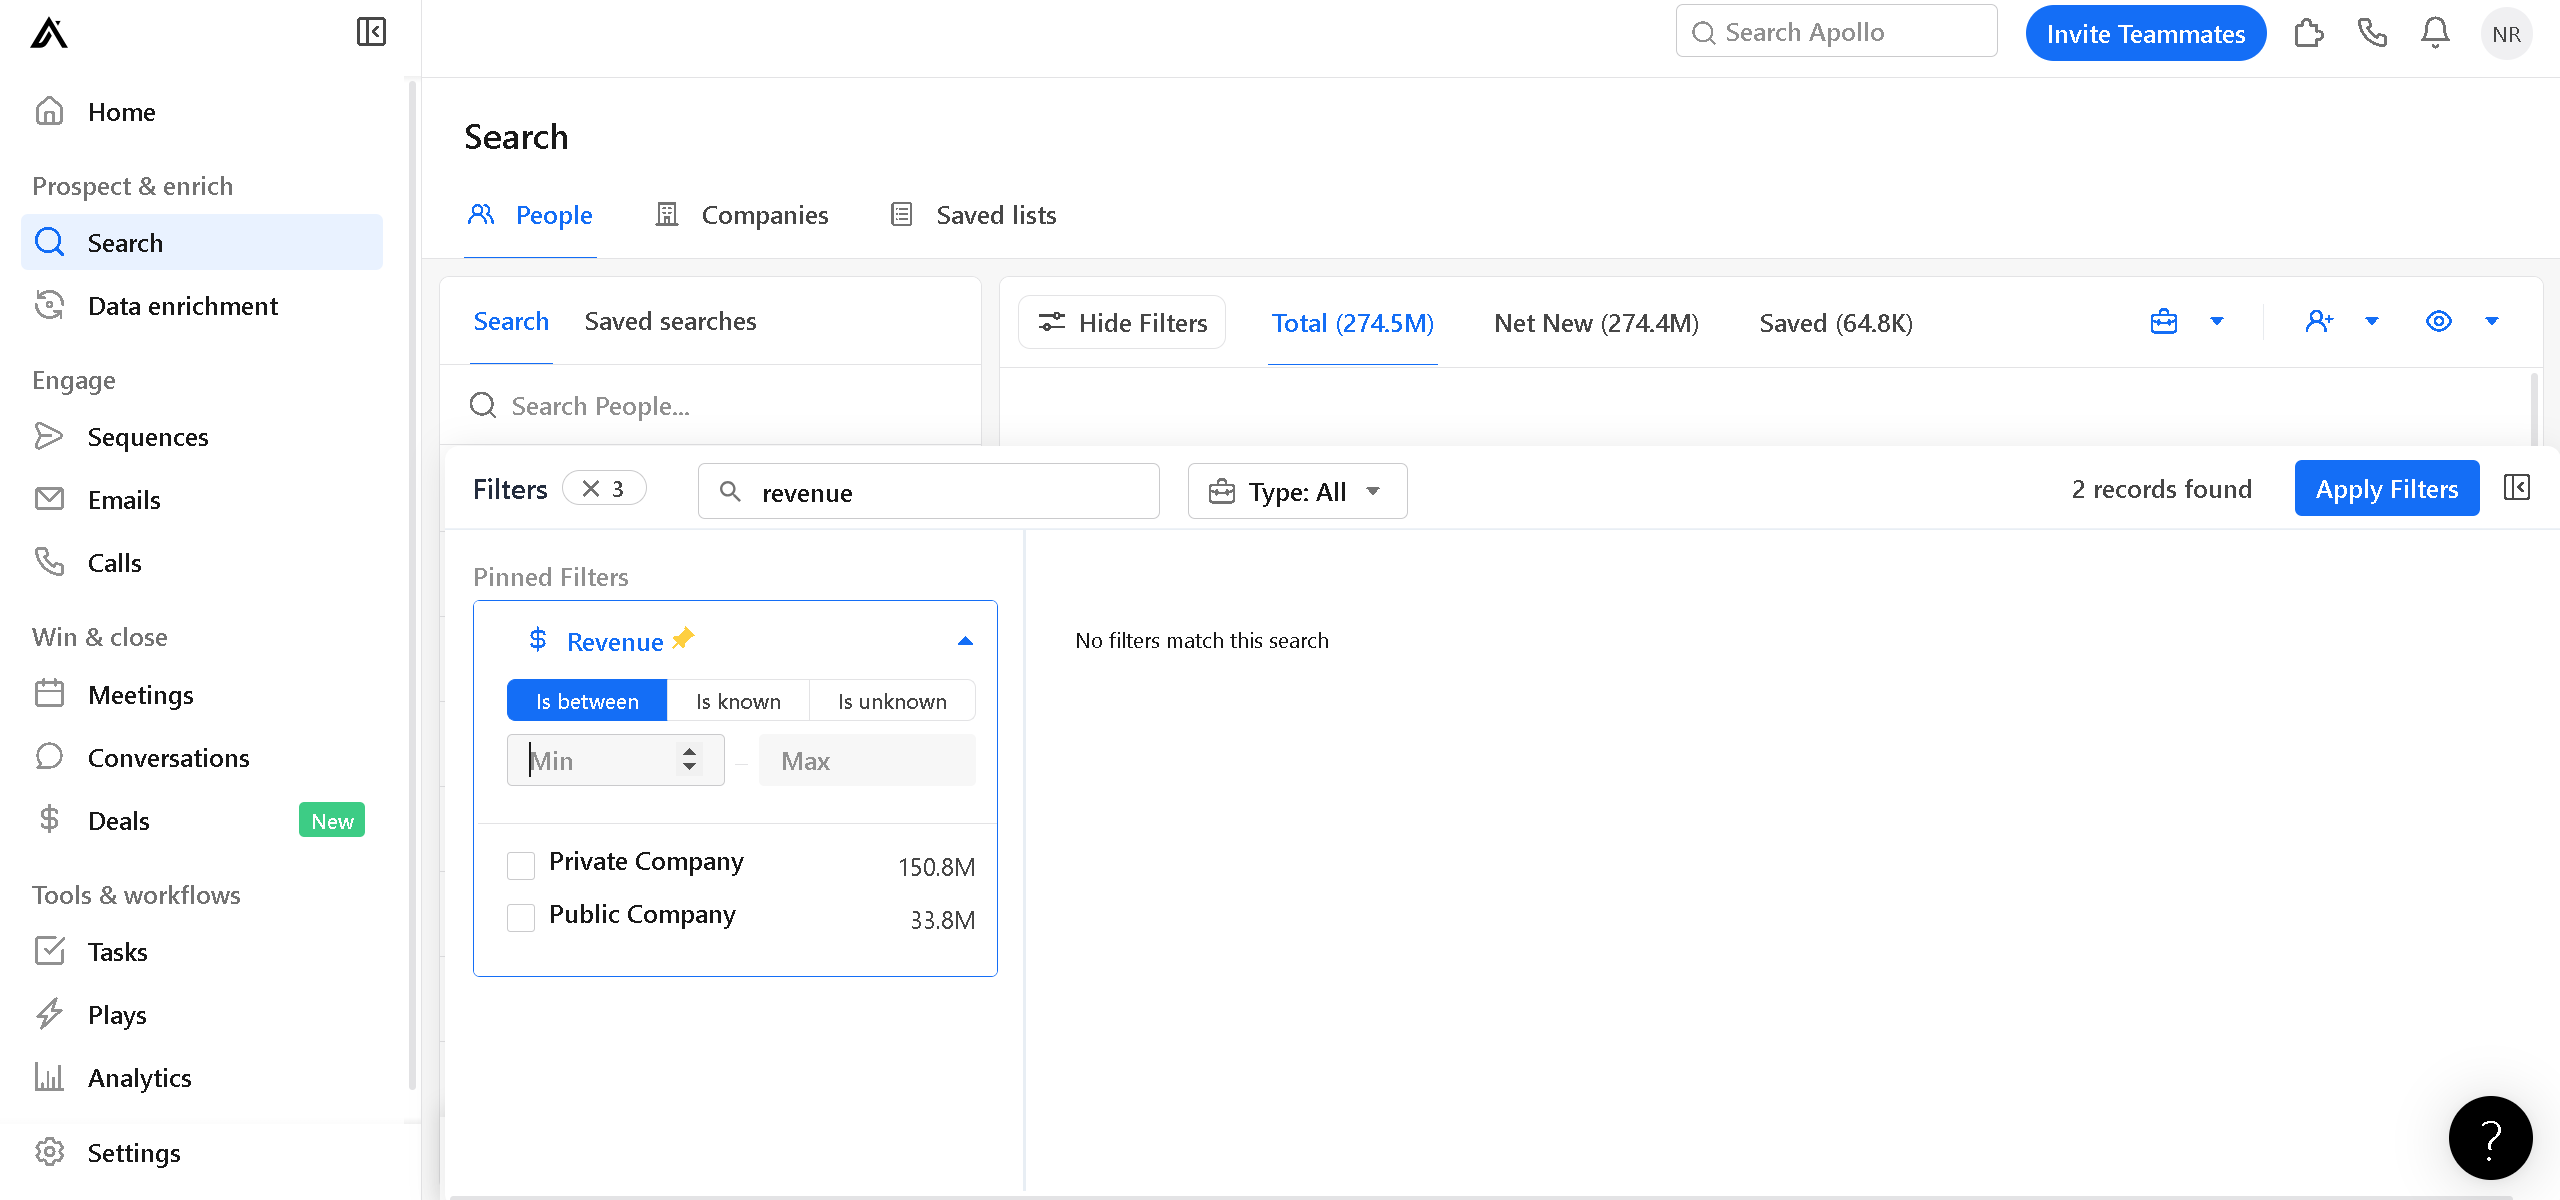 Search Apollo
Invite Teammates
NR
Home
Prospect & enrich
Search
Data enrichment
Engage
Sequences
Emails
Calls
Win & close
Meetings
Conversations
Deals
New
Tools & workflows
Tasks
Plays
Analytics
Settings
Search
People
Companies
Saved lists
Search
Saved searches
Search People...
Hide Filters
Total (274.5M)
Net New (274.4M)
Saved (64.8K)
Filters
3
revenue
Type: All
2 records found
Apply Filters
Pinned Filters
Revenue
Is between
Is known
Is unknown
Min
Max
Private Company
150.8M
Public Company
33.8M
No filters match this search
?